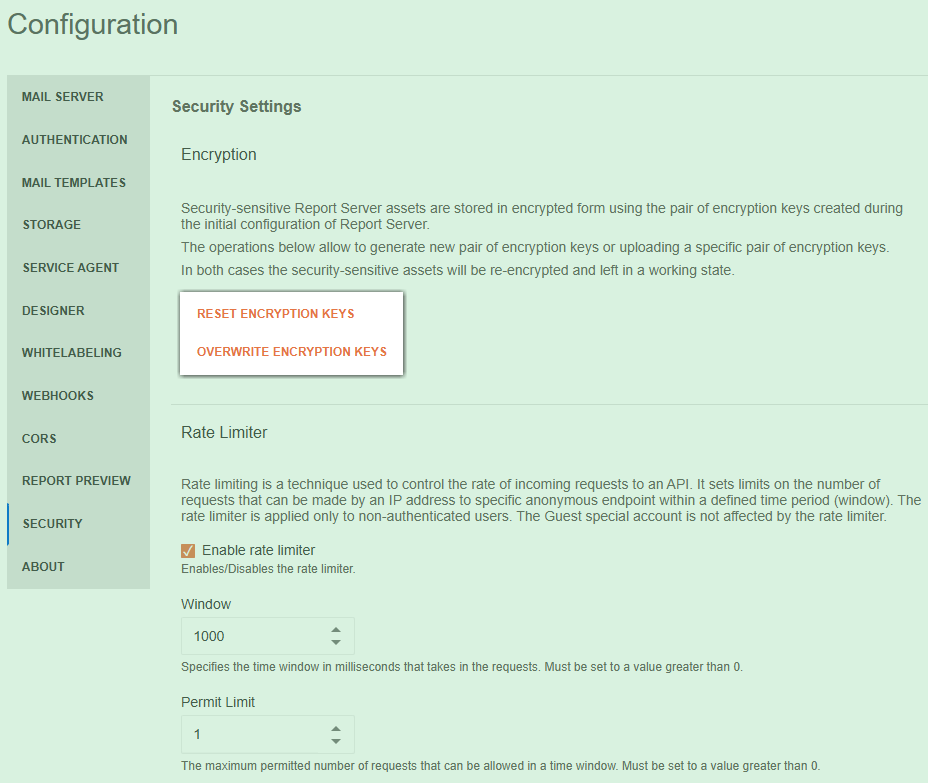 Configuration
MAIL SERVER
AUTHENTICATION
MAIL TEMPLATES
STORAGE
SERVICE AGENT
DESIGNER
WHITELABELING
WEBHOOKS
CORS
REPORT PREVIEW
SECURITY
ABOUT
Security Settings
Encryption
Security-sensitive Report Server assets are stored in encrypted form using the pair of encryption keys created during
the initial configuration of Report Server.
The operations below allow to generate new pair of encryption keys or uploading a specific pair of encryption keys.
In both cases the security-sensitive assets will be re-encrypted and left in a working state.
RESET ENCRYPTION KEYS
OVERWRITE ENCRYPTION KEYS
Rate Limiter
Rate limiting is a technique used to control the rate of incoming requests to an API. It sets limits on the number of
requests that can be made by an IP address to specific anonymous endpoint within a defined time period (window). The
rate limiter is applied only to non-authenticated users. The Guest special account is not affected by the rate limiter.
Enable rate limiter
Enables/Disables the rate limiter.
Window
1000
Specifies the time window in milliseconds that takes in the requests. Must be set to a value greater than 0.
Permit Limit
1
The maximum permitted number of requests that can be allowed in a time window. Must be set to a value greater than 0.